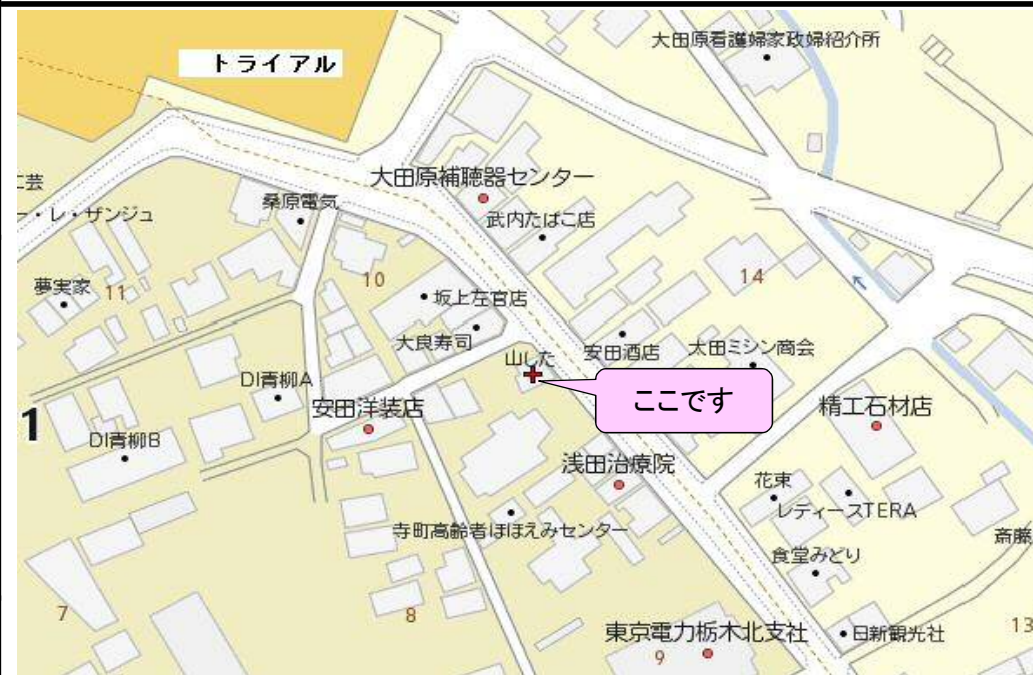 大田原看護婦家政婦紹介所
トライアル
工芸
大田原補聴器センター
桑原電気
ー・レ・ザンジュ
武内たばこ店
夢実家
11
10
14
坂上左官店
大良寿司
山した
安田酒店
太田ミシン商会
DI青柳A
ここです
安田洋装店
精工石材店
1
DI青柳B
浅田治療院
花束
レディースTERA
寺町高齢者ほほえみセンター
斎藤
食堂みどり
7
8
東京電力栃木北支社
日新観光社
13
9